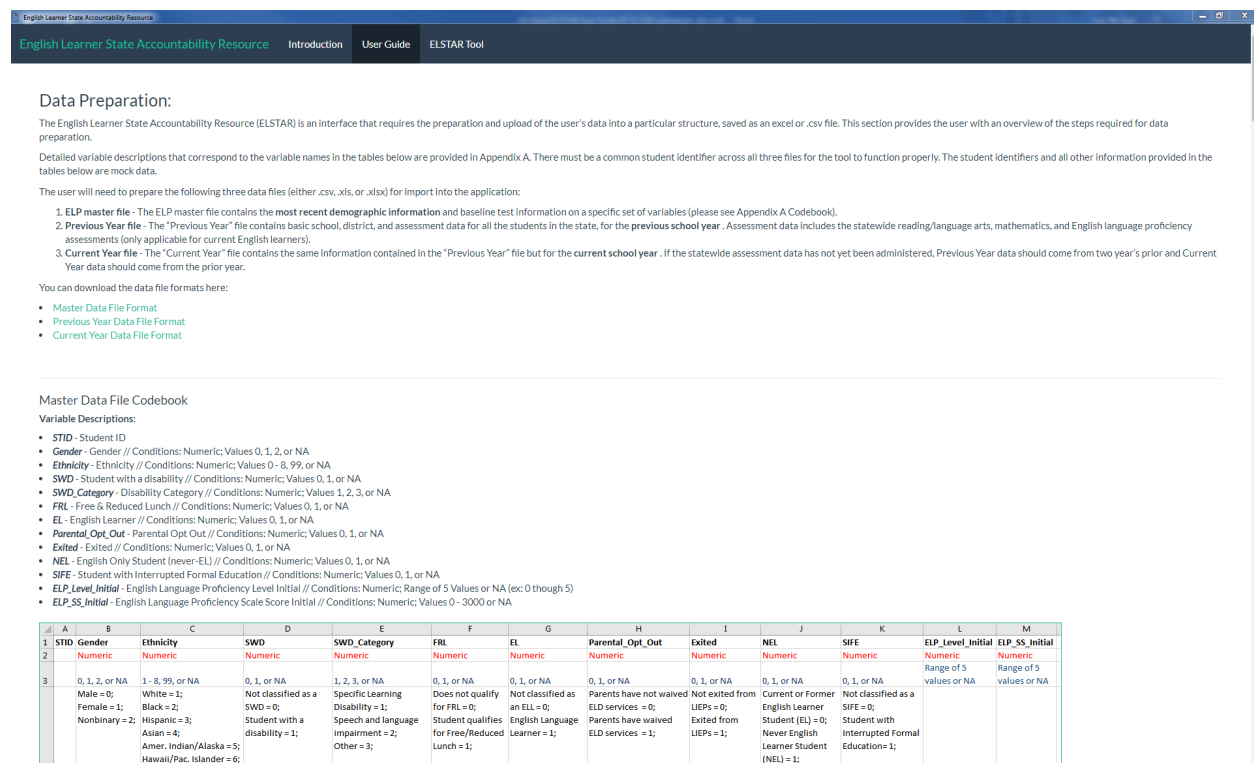 English Learner State Accountability Resource
English Learner State Accountability Resource Introduction User Guide ELSTAR Tool
Data Preparation:
The English Learner State Accountability Resource (ELSTAR) is an interface that requires the preparation and upload of the user's data into a particular structure, saved as an excel or .csv file. This section provides the user with an overview of the steps required for data
preparation.
Detailed variable descriptions that correspond to the variable names in the tables below are provided in Appendix A. There must be a common student identifier across all three files for the tool to function properly. The student identifiers and all other information provided in the
tables below are mock data.
The user will need to prepare the following three data files (either .csv, .xls, or .xlsx) for import into the application:
1. ELP master file - The ELP master file contains the most recent demographic information and baseline test information on a specific set of variables (please see Appendix A Codebook).
2. Previous Year file - The "Previous Year" file contains basic school, district, and assessment data for all the students in the state, for the previous school year . Assessment data includes the statewide reading/language arts, mathematics, and English language proficiency
assessments (only applicable for current English learners).
3. Current Year file - The "Current Year" file contains the same information contained in the "Previous Year" file but for the current school year . If the statewide assessment data has not yet been administered, Previous Year data should come from two year's prior and Current
Year data should come from the prior year.
You can download the data file formats here:
• Master Data File Format
• Previous Year Data File Format
• Current Year Data File Format
Master Data File Codebook
Variable Descriptions:
• STID - Student ID
• Gender - Gender // Conditions: Numeric; Values 0, 1, 2, or NA
• Ethnicity - Ethnicity // Conditions: Numeric; Values 0 - 8, 99, or NA
• SWD - Student with a disability // Conditions: Numeric; Values 0, 1, or NA
• SWD_Category - Disability Category // Conditions: Numeric; Values 1, 2, 3, or NA
• FRL - Free & Reduced Lunch // Conditions: Numeric; Values 0, 1, or NA
• EL - English Learner // Conditions: Numeric; Values 0, 1, or NA
• Parental_Opt_Out - Parental Opt Out // Conditions: Numeric; Values 0, 1, or NA
• Exited - Exited // Conditions: Numeric; Values 0, 1, or NA
• NEL - English Only Student (never-EL) // Conditions: Numeric; Values 0, 1, or NA
• SIFE - Student with Interrupted Formal Education // Conditions: Numeric; Values 0, 1, or NA
• ELP_Level_Initial - English Language Proficiency Level Initial // Conditions: Numeric; Range of 5 Values or NA (ex: 0 though 5)
• ELP_SS_Initial - English Language Proficiency Scale Score Initial // Conditions: Numeric; Values 0 - 3000 or NA
A B C D E F G H I J K L M
1 STID Gender Ethnicity SWD SWD_Category FRL EL Parental_Opt_Out Exited NEL SIFE ELP_Level_Initial ELP_SS_Initial
2 Numeric Numeric Numeric Numeric Numeric Numeric Numeric Numeric Numeric Numeric Numeric Numeric
Range of 5 Range of 5
3 0, 1, 2, or NA 1 - 8, 99, or NA 0, 1, or NA 1, 2, 3, or NA 0, 1, or NA 0, 1, or NA 0, 1, or NA 0, 1, or NA 0, 1, or NA 0, 1, or NA values or NA values or NA
Male = 0; White = 1; Not classified as a Specific Learning Does not qualify Not classified as Parents have not waived Not exited from Current or Former Not classified as a
Female = 1; Black = 2; SWD = 0; Disability = 1; for FRL = 0; an ELL = 0; ELD services = 0; LIEPs = 0; English Learner SIFE = 0;
Nonbinary = 2; Hispanic = 3; Student with a Speech and language Student qualifies English Language Parents have waived Exited from Student (EL) = 0; Student with
Asian = 4; disability = 1; impairment = 2; for Free/Reduced Learner = 1; ELD services = 1; LIEPs = 1; Never English Interrupted Formal
Amer. Indian/Alaska = 5; Other = 3; Lunch = 1; Learner Student Education= 1;
Hawaii/Pac. Islander = 6; (NEL) = 1;